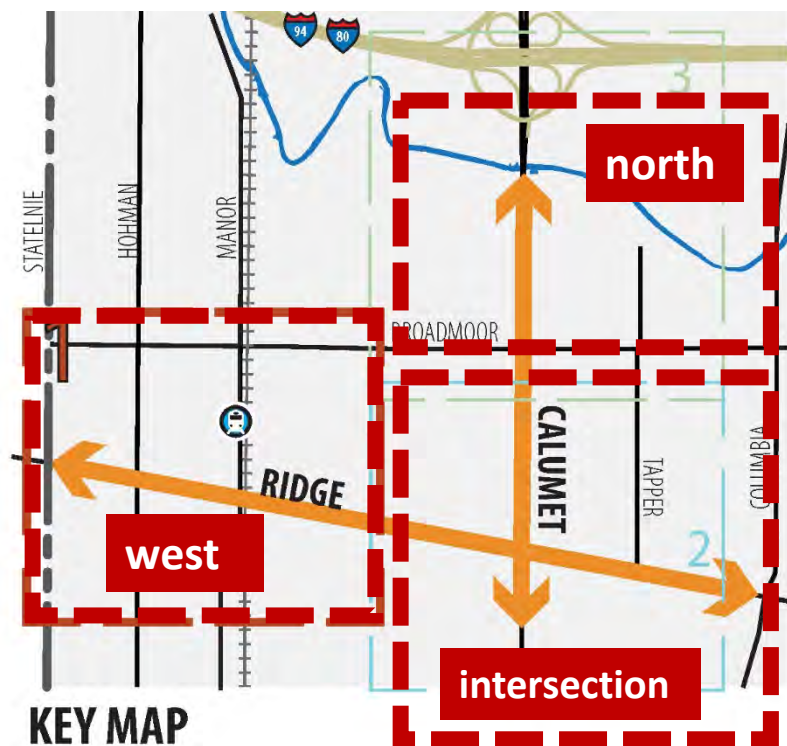 94 80
3
north
STATELNIE
HOHMAN
MANOR
BROADMOOR
1
CALUMET
TAPPER
COLUMBIA
RIDGE
west
2
intersection
KEY MAP